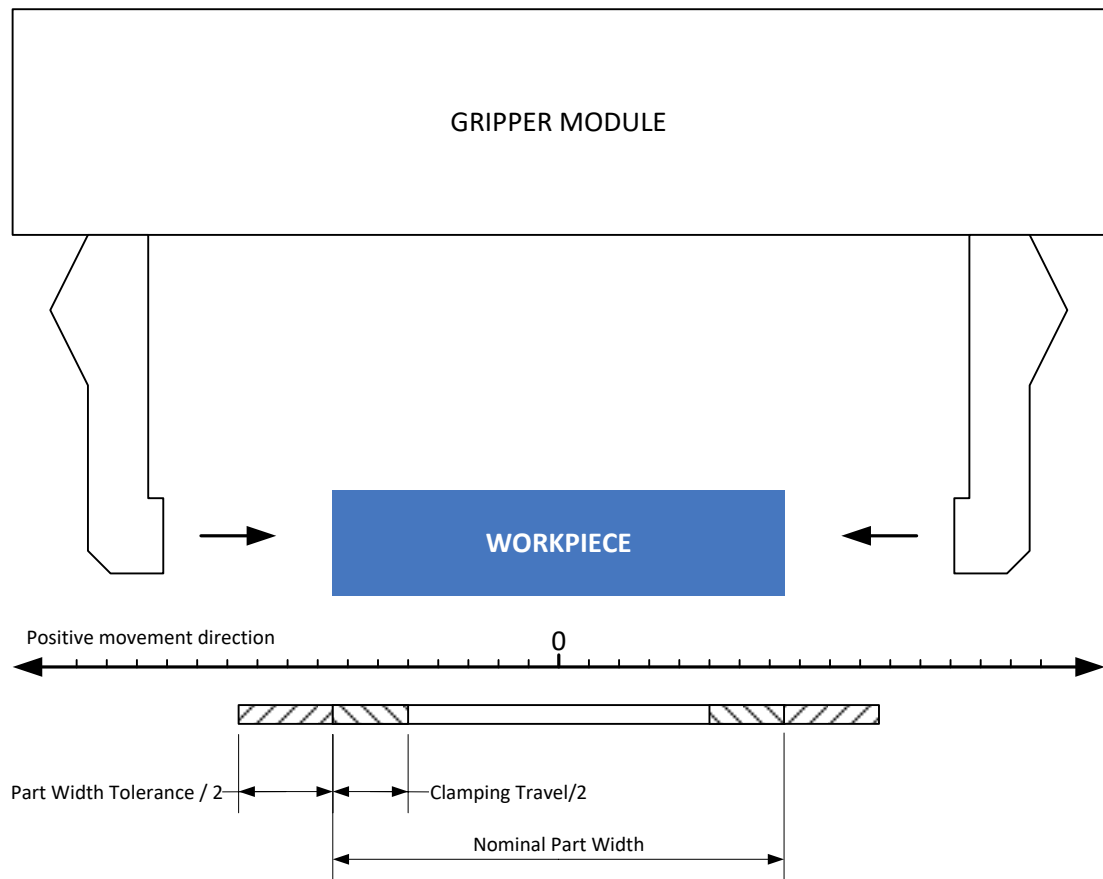 GRIPPER MODULE
WORKPIECE
Positive movement direction
0
Part Width Tolerance / 2
Clamping Travel/2
Nominal Part Width